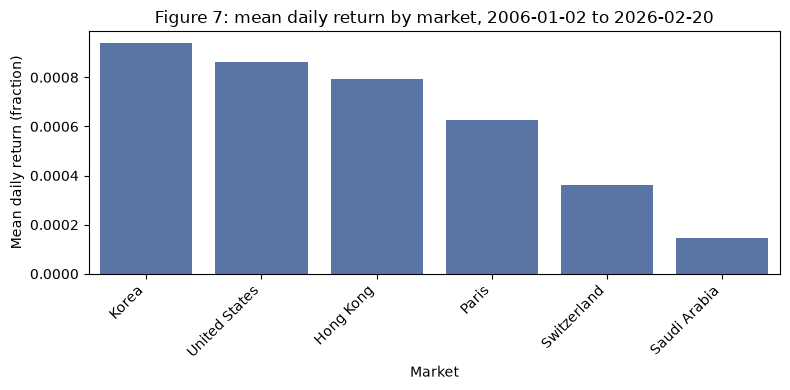 Figure 7: mean daily return by market, 2006-01-02 to 2026-02-20
Mean daily return (fraction)
0.0008
0.0006
0.0004
0.0002
0.0000
Korea
United States
Hong Kong
Paris
Switzerland
Saudi Arabia
Market